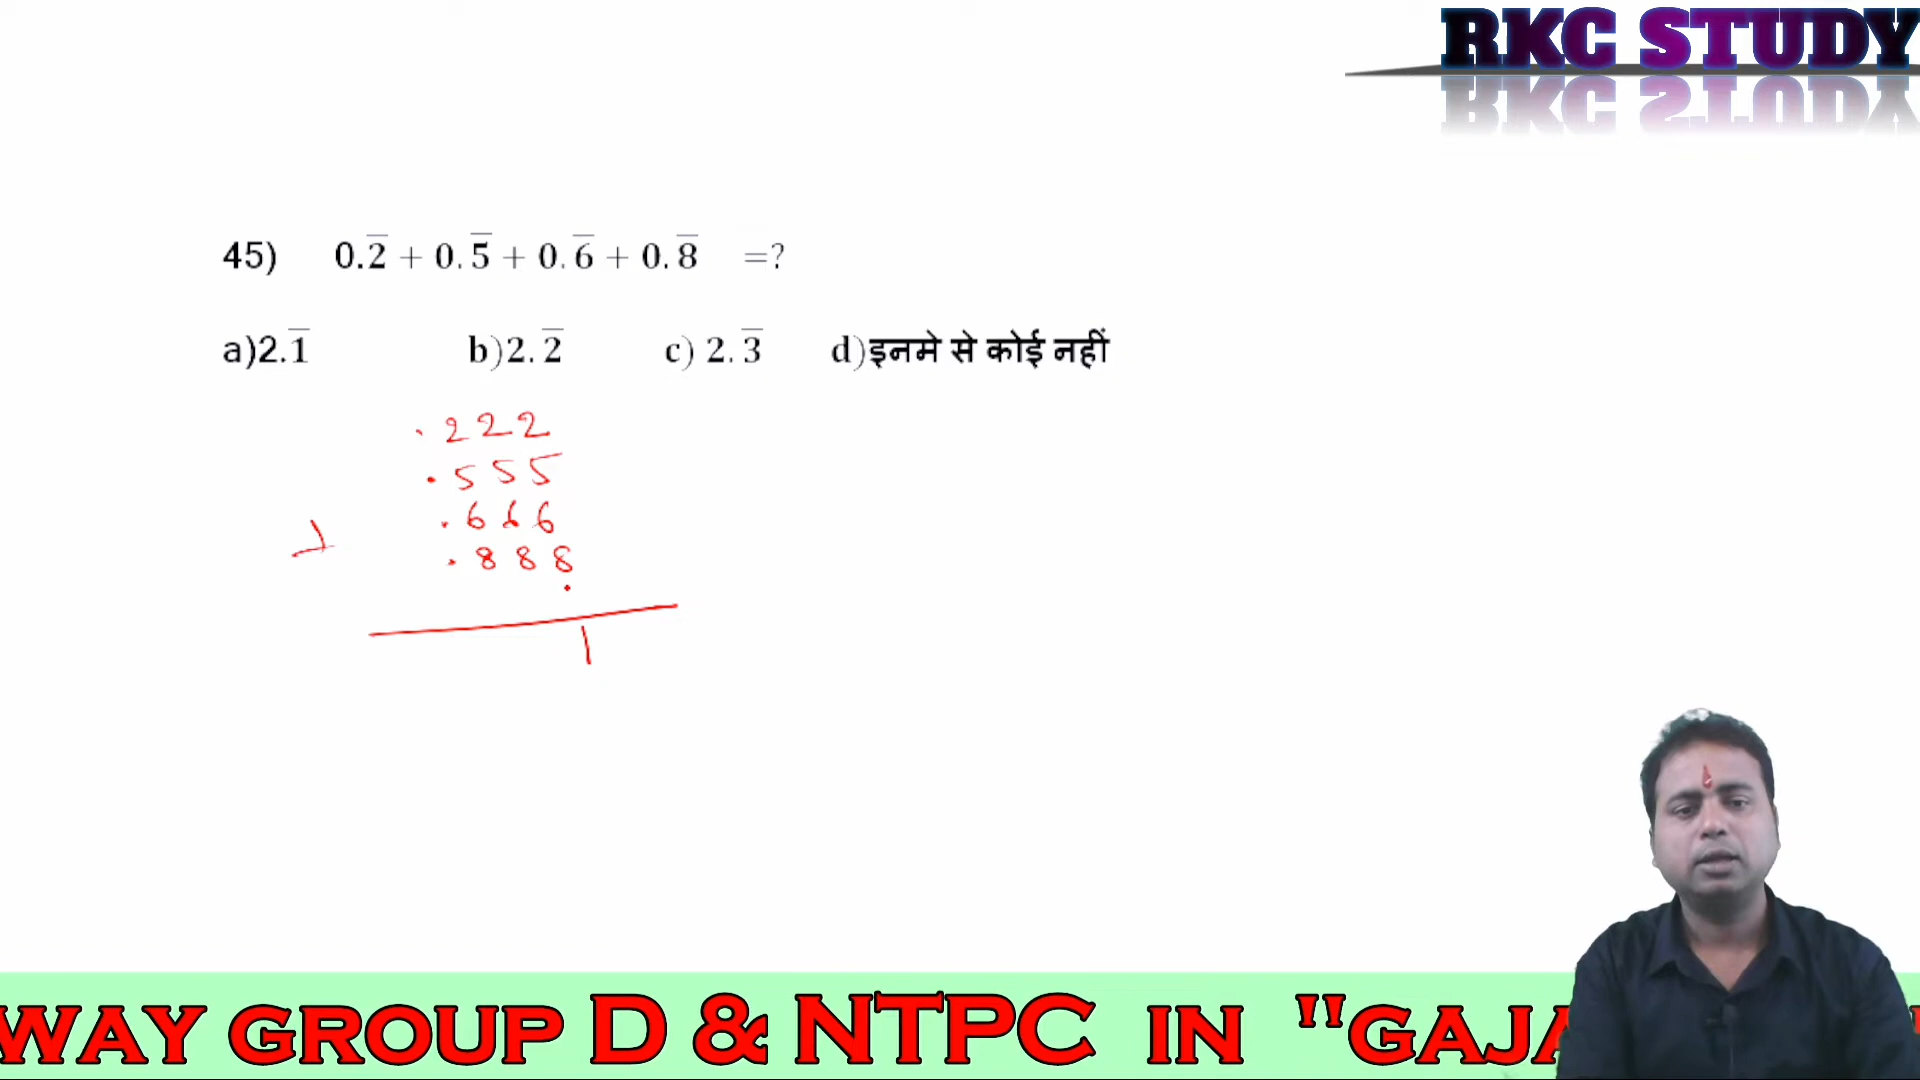 RKC STUDY
45) 0.2̅ + 0.5̅ + 0.6̅ + 0.8̅ =?
a)2.1̅ b)2.2̅ c) 2.3̅ d)इनमे से कोई नहीं
.222
.555
.666
.888
1
WAY GROUP D & NTPC IN "GAJA